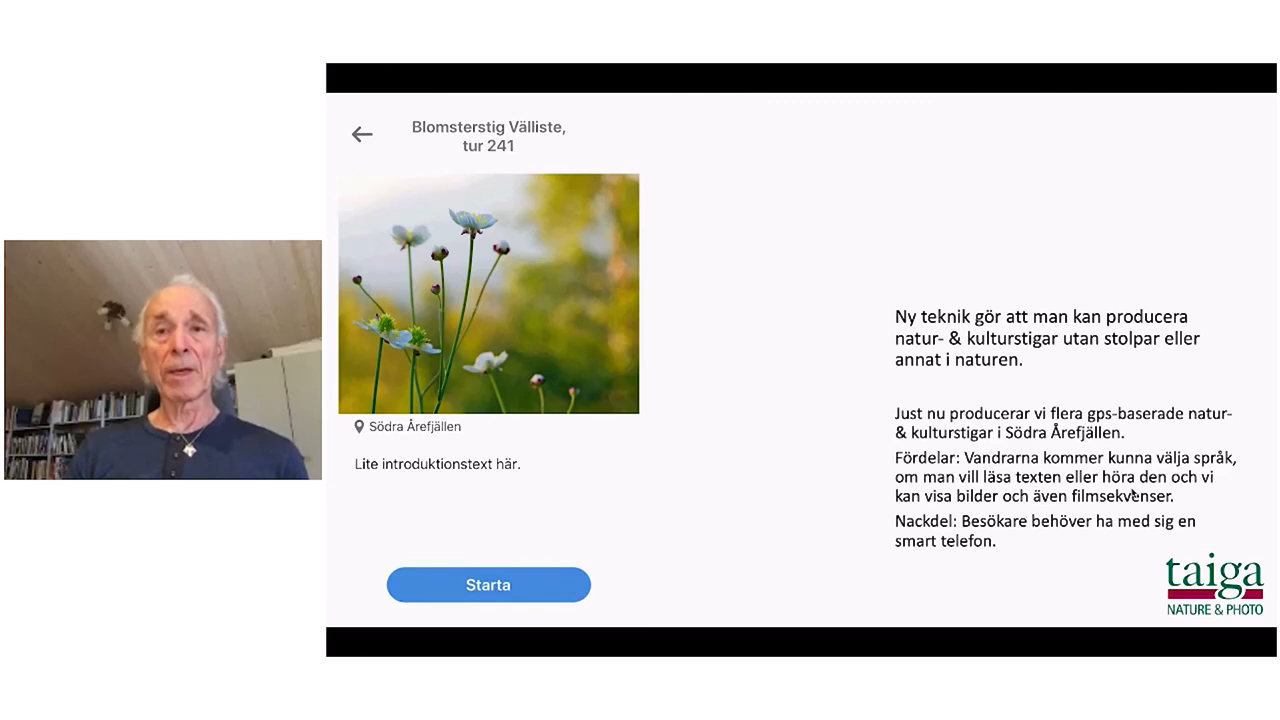 Blomsterstig Välliste,
tur 241
Södra Årefjällen
Lite introduktionstext här.
Starta
Ny teknik gör att man kan producera
natur- & kulturstigar utan stolpar eller
annat i naturen.
Just nu producerar vi flera gps-baserade natur-
& kulturstigar i Södra Årefjällen.
Fördelar: Vandrarna kommer kunna välja språk,
om man vill läsa texten eller höra den och vi
kan visa bilder och även filmsekvenser.
Nackdel: Besökare behöver ha med sig en
smart telefon.
taiga
NATURE & PHOTO